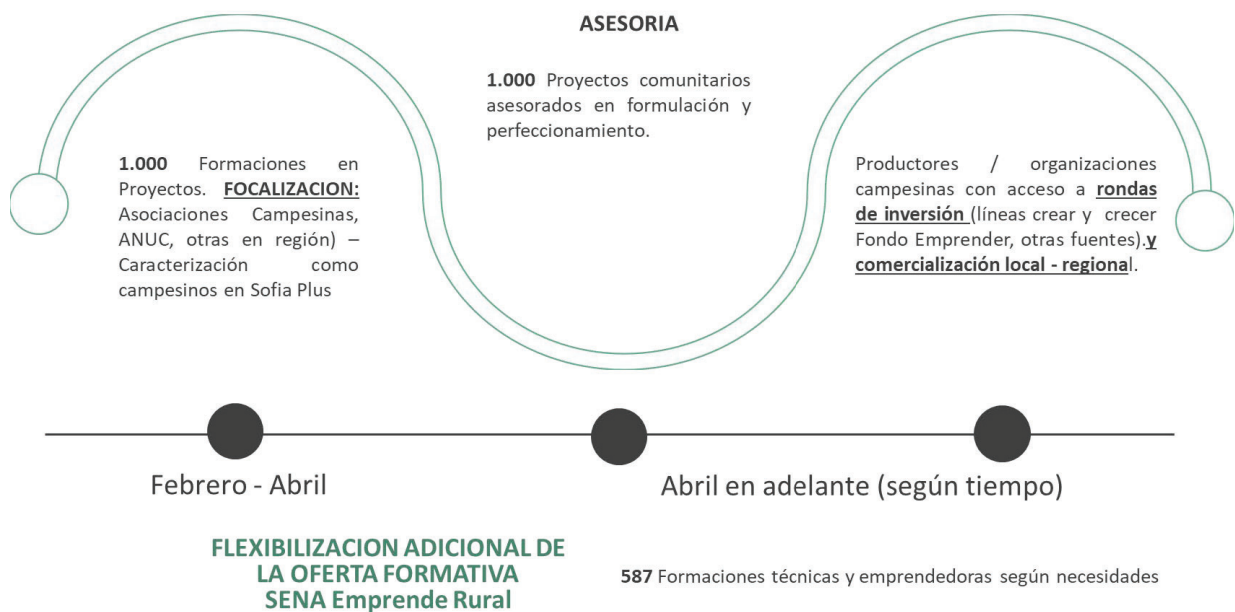 ASESORIA
1.000 Proyectos comunitarios
asesorados en formulación y
perfeccionamiento.
1.000 Formaciones en
Proyectos. FOCALIZACION:
Asociaciones Campesinas,
ANUC, otras en región) –
Caracterización como
campesinos en Sofia Plus
Productores / organizaciones
campesinas con acceso a rondas
de inversión (líneas crear y crecer
Fondo Emprender, otras fuentes).y
comercialización local - regional.
Febrero - Abril
Abril en adelante (según tiempo)
FLEXIBILIZACION ADICIONAL DE
LA OFERTA FORMATIVA
SENA Emprende Rural
587 Formaciones técnicas y emprendedoras según necesidades